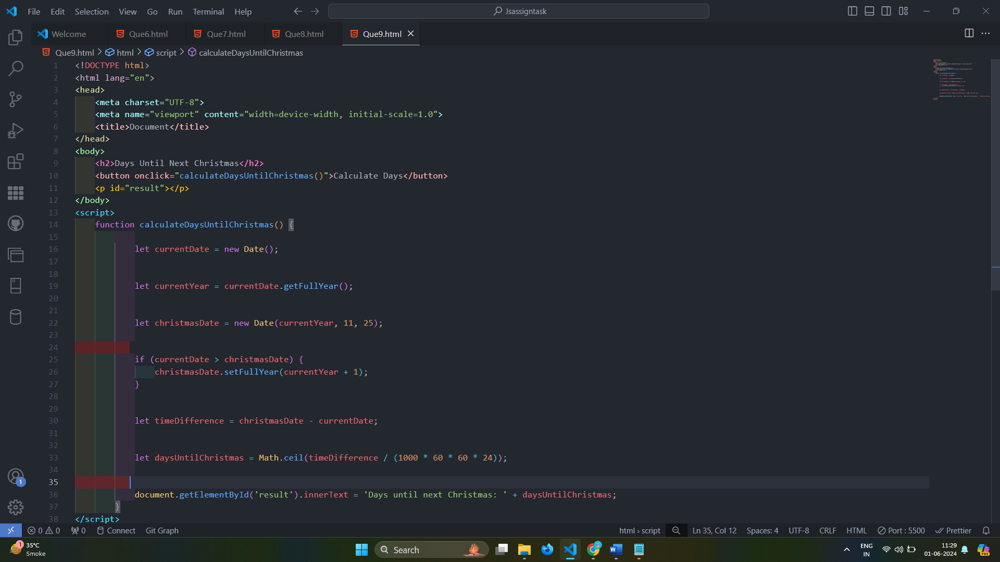 File Edit Selection View Go Run Terminal Help Jsassigntask
Welcome Que6.html Que7.html Que8.html Que9.html
Que9.html > html > script > calculateDaysUntilChristmas
1 <!DOCTYPE html>
2 <html lang="en">
3 <head>
4 <meta charset="UTF-8">
5 <meta name="viewport" content="width=device-width, initial-scale=1.0">
6 <title>Document</title>
7 </head>
8 <body>
9 <h2>Days Until Next Christmas</h2>
10 <button onclick="calculateDaysUntilChristmas()">Calculate Days</button>
11 <p id="result"></p>
12 </body>
13 <script>
14 function calculateDaysUntilChristmas() {
15
16 let currentDate = new Date();
17
18
19 let currentYear = currentDate.getFullYear();
20
21
22 let christmasDate = new Date(currentYear, 11, 25);
23
24
25 if (currentDate > christmasDate) {
26 christmasDate.setFullYear(currentYear + 1);
27 }
28
29
30 let timeDifference = christmasDate - currentDate;
31
32
33 let daysUntilChristmas = Math.ceil(timeDifference / (1000 * 60 * 60 * 24));
34
35
36 document.getElementById('result').innerText = 'Days until next Christmas: ' + daysUntilChristmas;
37 }
38 </script>
1
0 0 0 Connect Git Graph html › script Ln 35, Col 12 Spaces: 4 UTF-8 CRLF HTML Port : 5500 Prettier
1 35°C
Smoke
Search
ENG
IN
11:29
01-06-2024
PRE